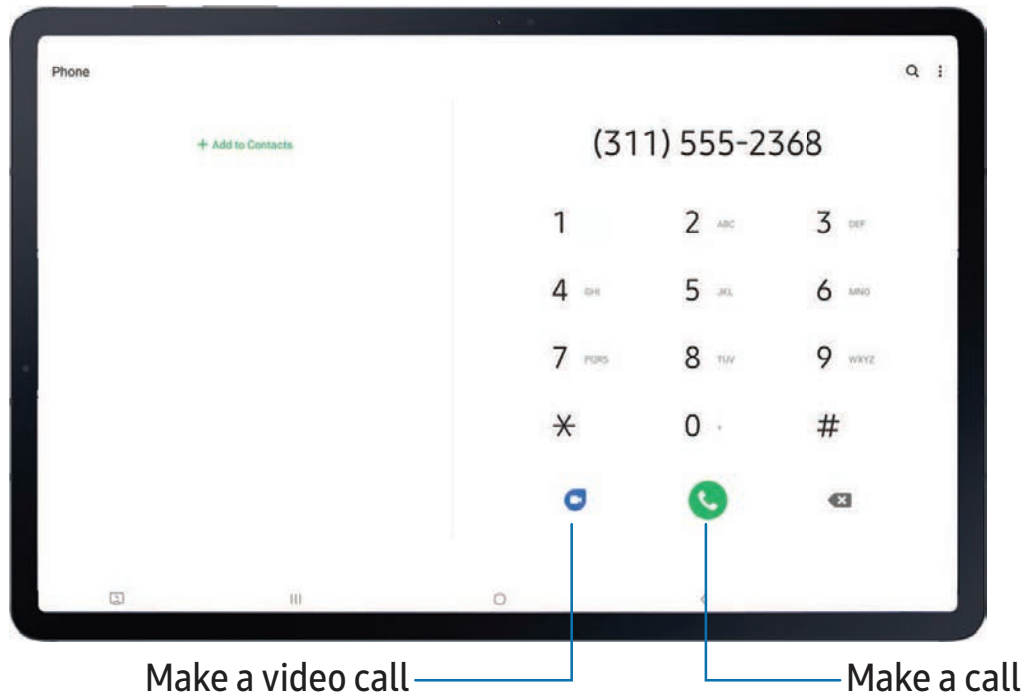 Phone
+ Add to Contacts
(311) 555-2368
1
2 ABC
3 DEF
4 GHI
5 JKL
6 MNO
7 PQRS
8 TUV
9 WXYZ
*
0
#
Make a video call
Make a call